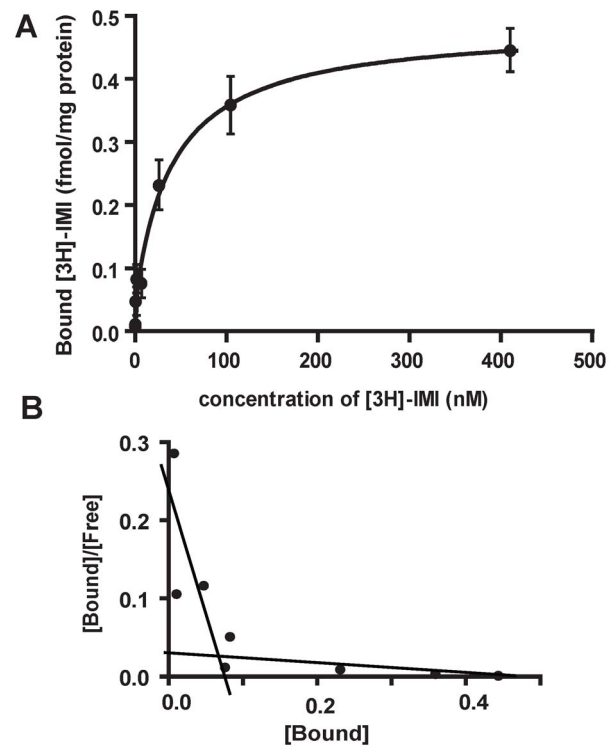 A
Bound [3H]-IMI (fmol/mg protein)
0.5
0.4
0.3
0.2
0.1
0.0
0 100 200 300 400 500
concentration of [3H]-IMI (nM)
B
[Bound]/[Free]
0.3
0.2
0.1
0.0
0.0 0.2 0.4
[Bound]